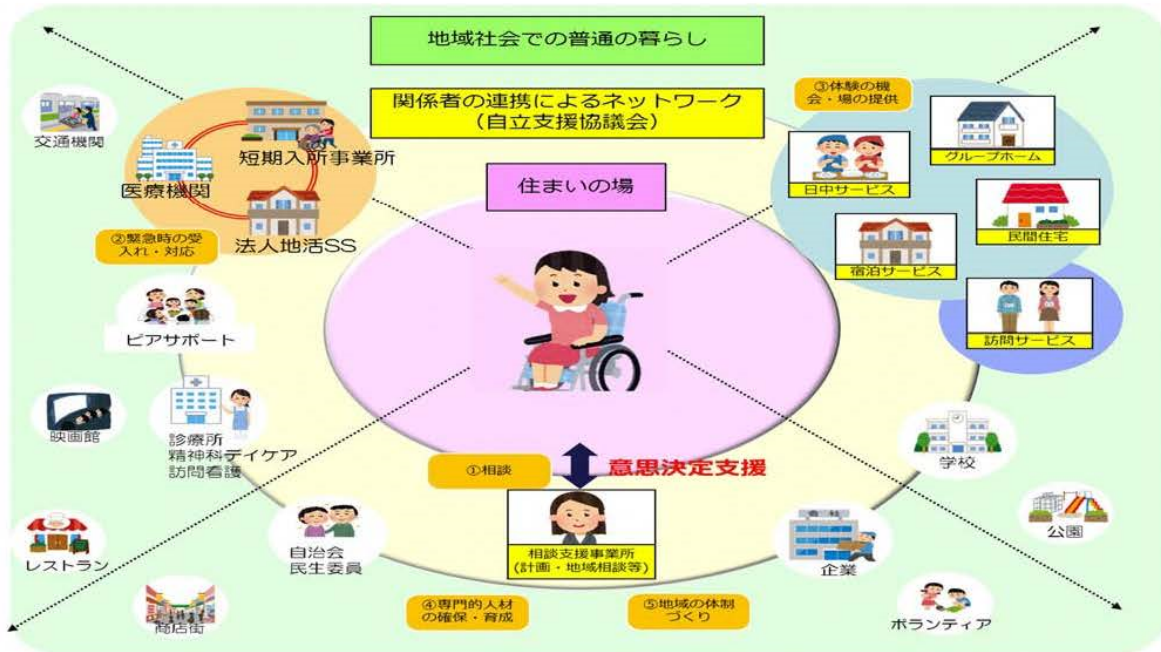 地域社会での普通の暮らし
関係者の連携によるネットワーク
(自立支援協議会)
住まいの場
交通機関
短期入所事業所
医療機関
法人地活SS
②緊急時の受
入れ・対応
③体験の機
会・場の提供
グループホーム
日中サービス
民間住宅
宿泊サービス
訪問サービス
ピアサポート
映画館
診療所
精神科デイケア
訪問看護
①相談
意思決定支援
学校
公園
レストラン
自治会
民生委員
相談支援事業所
(計画・地域相談等)
会社
企業
商店街
④専門的人材
の確保・育成
⑤地域の体制
づくり
ボランティア